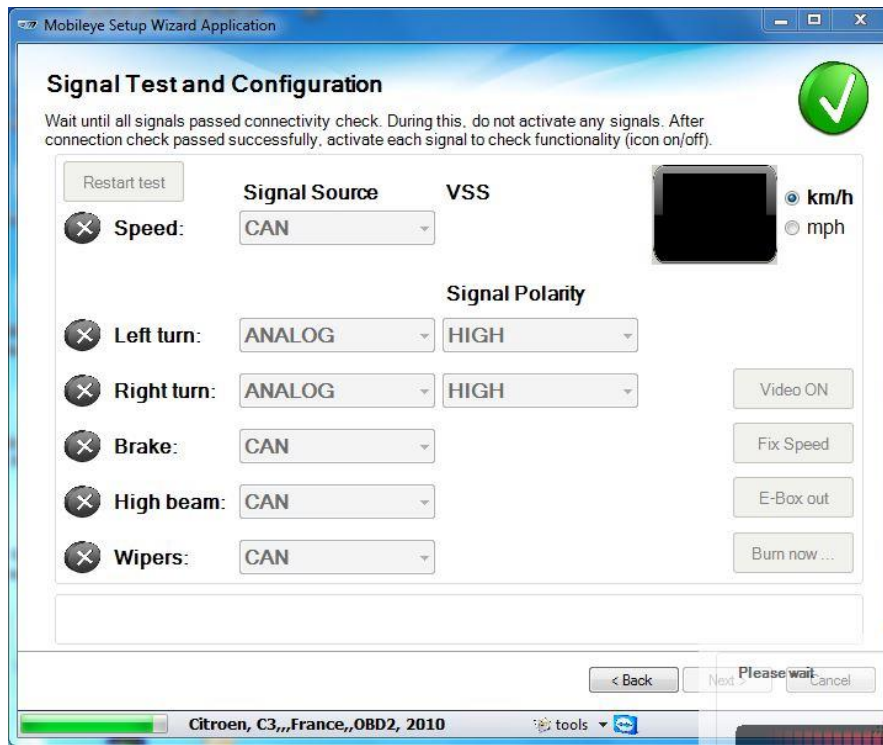 Mobileye Setup Wizard Application
Signal Test and Configuration
Wait until all signals passed connectivity check. During this, do not activate any signals. After
connection check passed successfully, activate each signal to check functionality (icon on/off).
Restart test
Signal Source VSS
km/h
Speed: CAN
mph
Signal Polarity
Left turn: ANALOG HIGH
Right turn: ANALOG HIGH Video ON
Brake: CAN Fix Speed
High beam: CAN E-Box out
Wipers: CAN Burn now ...
< Back Next > Please wait Cancel
Citroen, C3,,,France,,OBD2, 2010 tools